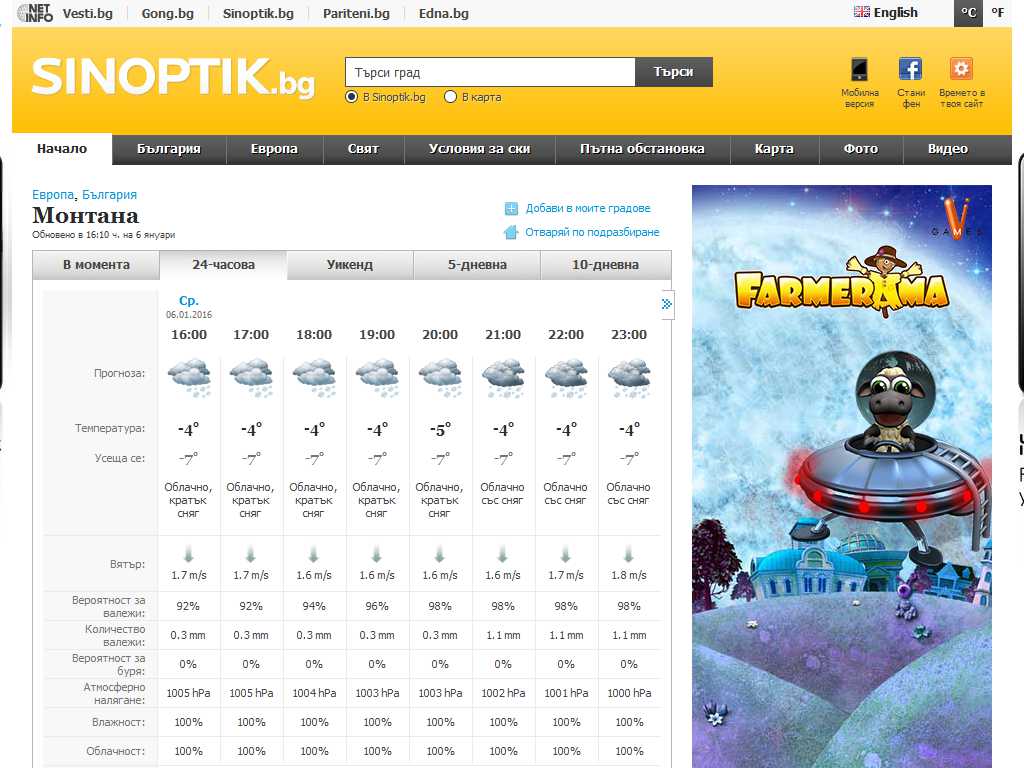 NET INFO Vesti.bg Gong.bg Sinoptik.bg Pariteni.bg Edna.bg English °C °F
SINOPTIK.bg
Търси град Търси
В Sinoptik.bg В карта
Мобилна версия Стани фен Времето в твоя сайт
Начало България Европа Свят Условия за ски Пътна обстановка Карта Фото Видео
Европа, България
Монтана
Обновено в 16:10 ч. на 6 януари
Добави в моите градове
Отваряй по подразбиране
В момента 24-часова Уикенд 5-дневна 10-дневна
Ср.
06.01.2016
16:00 17:00 18:00 19:00 20:00 21:00 22:00 23:00
Прогноза:
Температура: -4° -4° -4° -4° -5° -4° -4° -4°
Усеща се: -7° -7° -7° -7° -7° -7° -7° -7°
Облачно, Облачно, Облачно, Облачно, Облачно, Облачно Облачно Облачно
кратък кратък кратък кратък кратък със сняг със сняг със сняг
сняг сняг сняг сняг сняг
Вятър: 1.7 m/s 1.7 m/s 1.6 m/s 1.6 m/s 1.6 m/s 1.6 m/s 1.7 m/s 1.8 m/s
Вероятност за валежи: 92% 92% 94% 96% 98% 98% 98% 98%
Количество валежи: 0.3 mm 0.3 mm 0.3 mm 0.3 mm 0.3 mm 1.1 mm 1.1 mm 1.1 mm
Вероятност за буря: 0% 0% 0% 0% 0% 0% 0% 0%
Атмосферно налягане: 1005 hPa 1005 hPa 1004 hPa 1003 hPa 1003 hPa 1002 hPa 1001 hPa 1000 hPa
Влажност: 100% 100% 100% 100% 100% 100% 100% 100%
Облачност: 100% 100% 100% 100% 100% 100% 100% 100%
V
GAMES
FARMERAMA